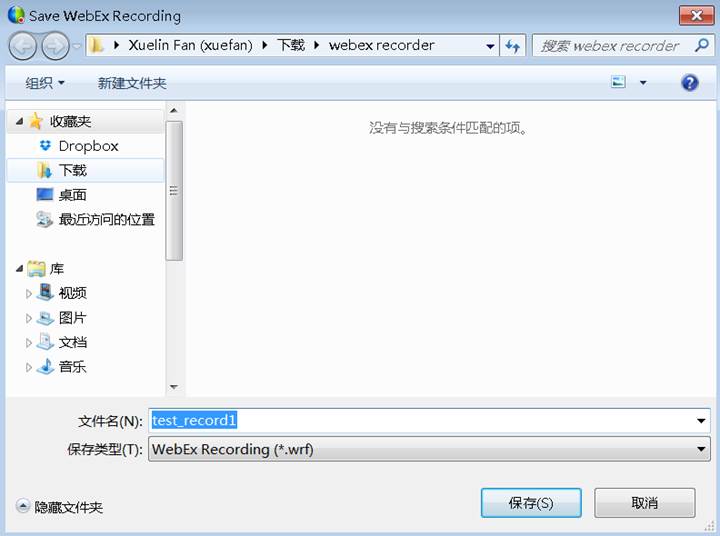 Save WebEx Recording
Xuelin Fan (xuefan) 下载 webex recorder
搜索 webex recorder
组织 新建文件夹
收藏夹
Dropbox
下载
桌面
最近访问的位置
库
视频
图片
文档
音乐
没有与搜索条件匹配的项。
文件名(N): test_record1
保存类型(T): WebEx Recording (*.wrf)
隐藏文件夹
保存(S) 取消